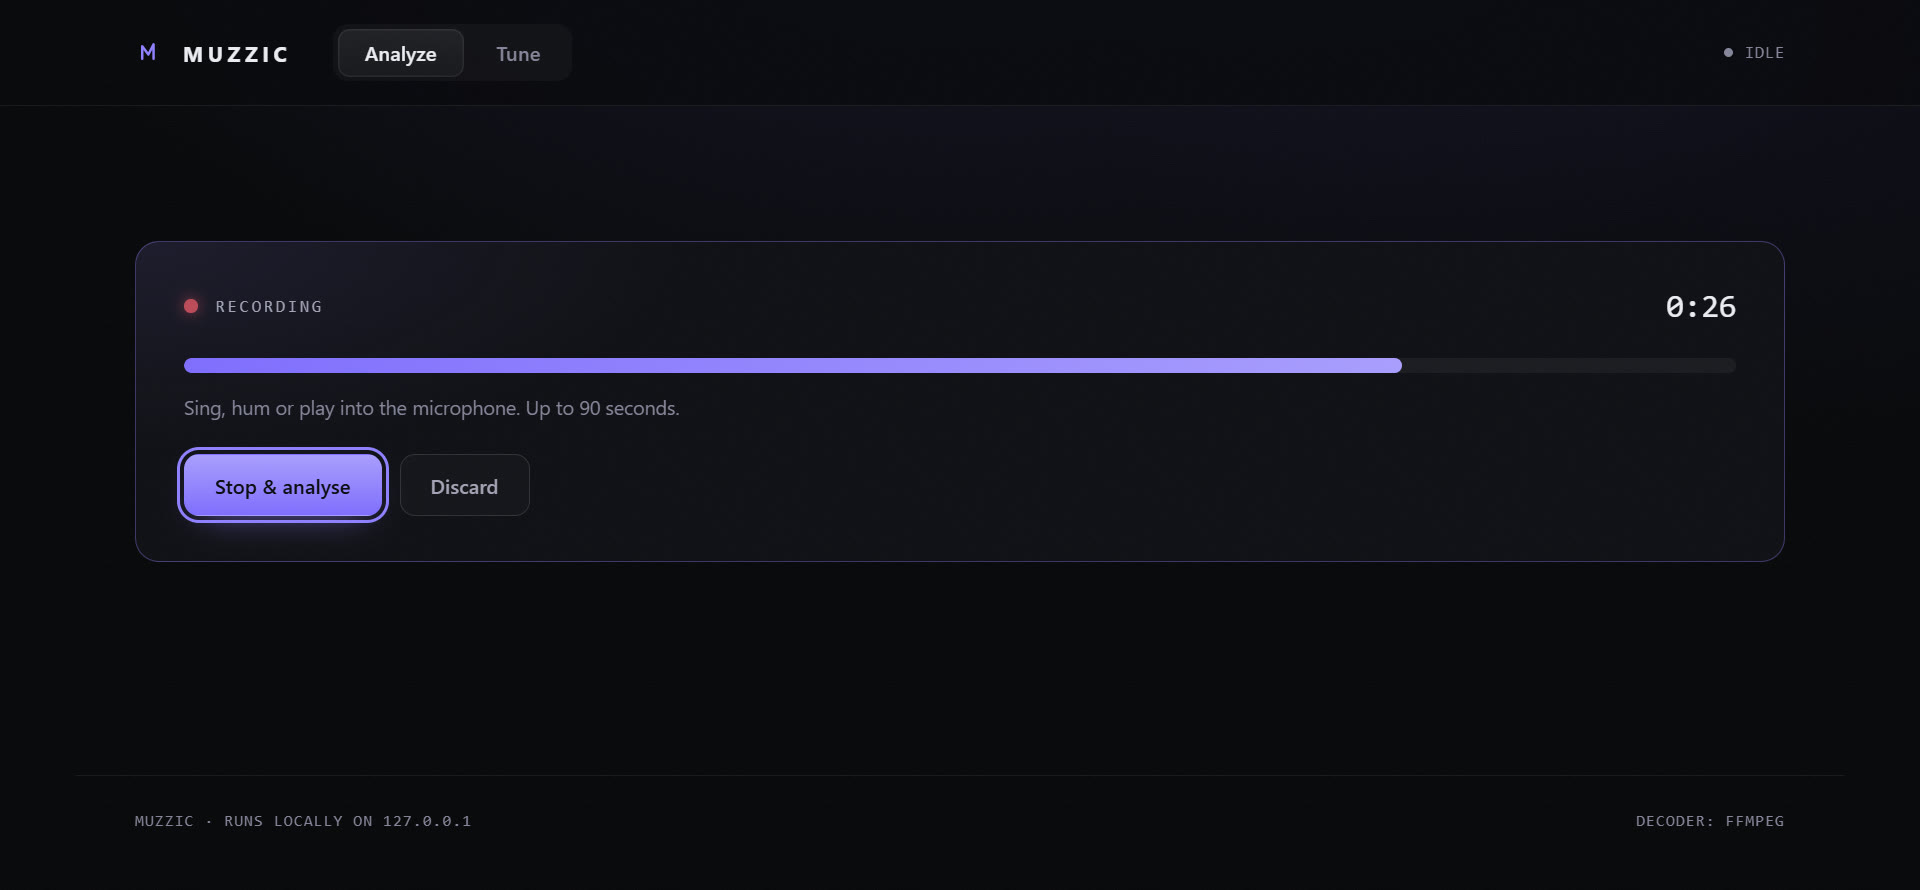 M MUZZIC Analyze Tune IDLE
RECORDING 0:26
Sing, hum or play into the microphone. Up to 90 seconds.
Stop & analyse Discard
MUZZIC · RUNS LOCALLY ON 127.0.0.1 DECODER: FFMPEG